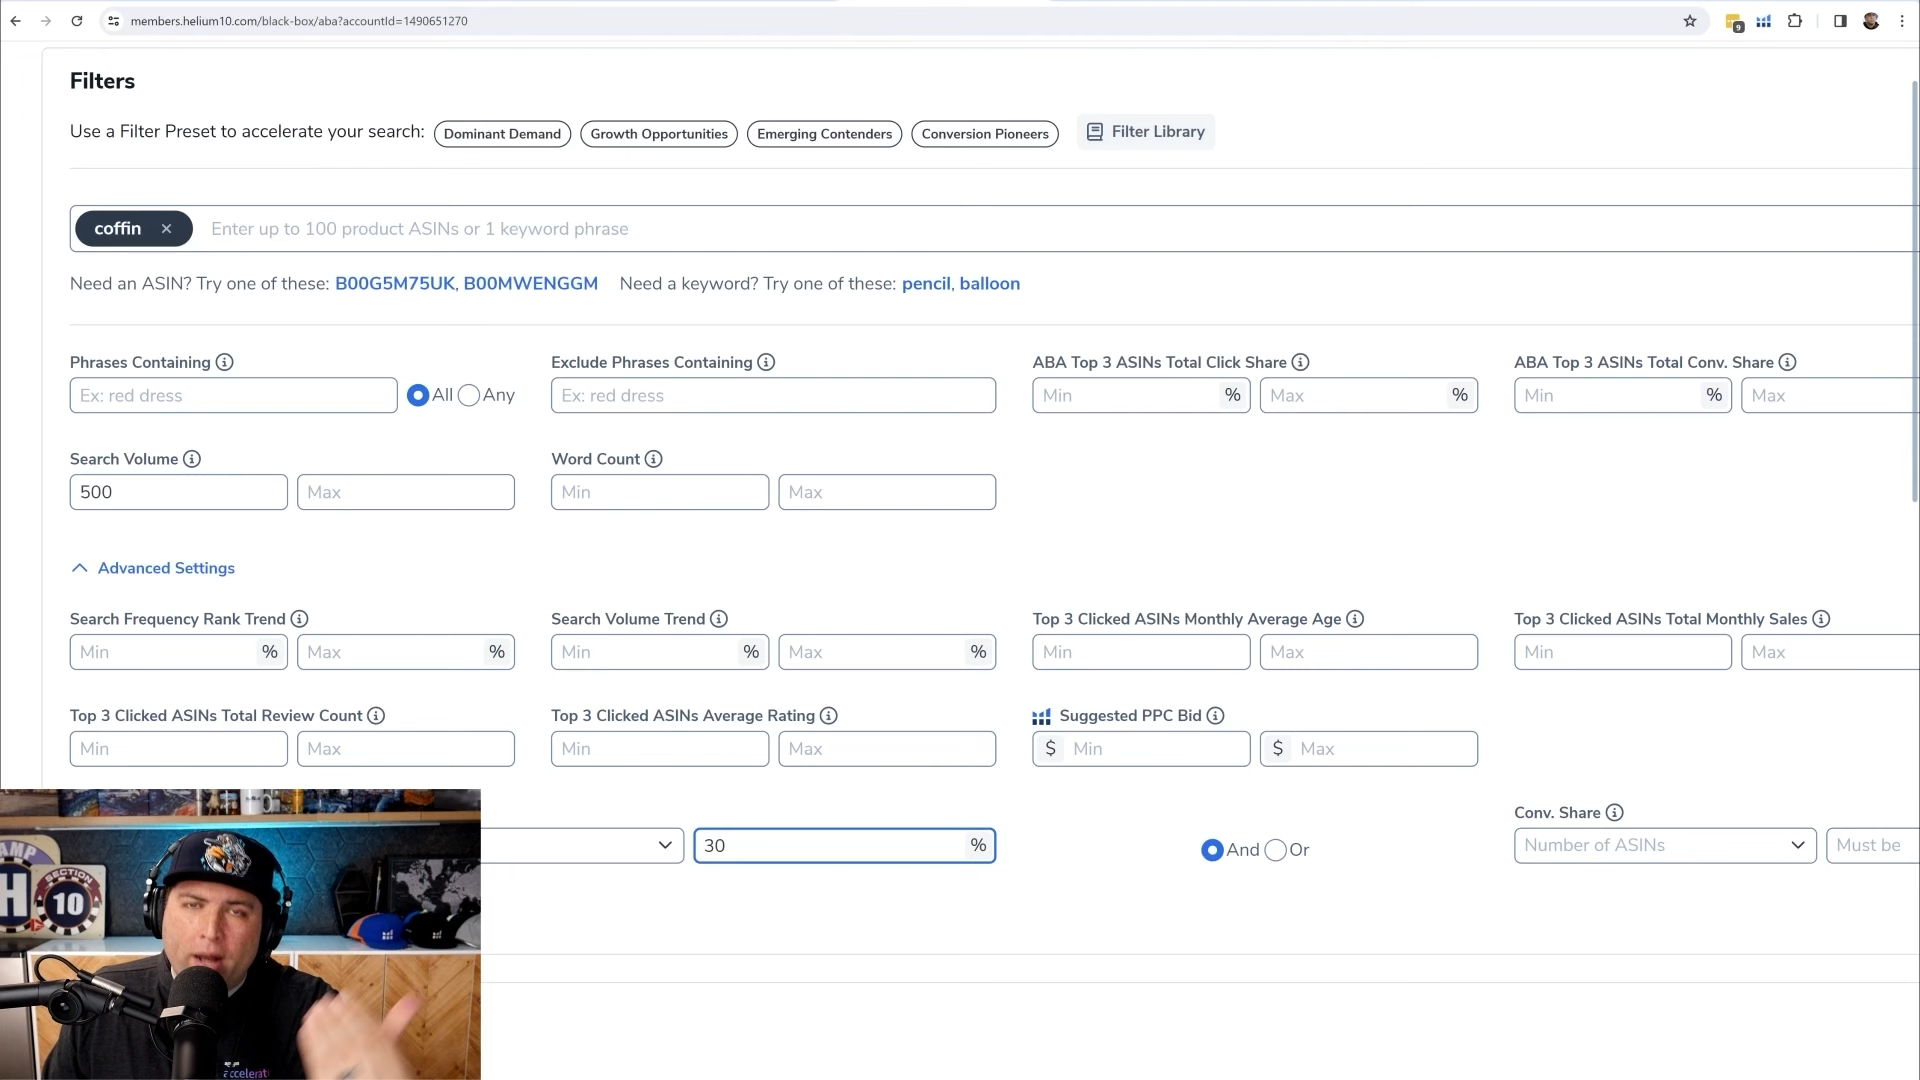 members.helium10.com/black-box/aba?accountId=1490651270
9
Filters
Use a Filter Preset to accelerate your search: Dominant Demand Growth Opportunities Emerging Contenders Conversion Pioneers Filter Library
coffin × Enter up to 100 product ASINs or 1 keyword phrase
Need an ASIN? Try one of these: B00G5M75UK, B00MWENGGM Need a keyword? Try one of these: pencil, balloon
Phrases Containing Exclude Phrases Containing ABA Top 3 ASINs Total Click Share ABA Top 3 ASINs Total Conv. Share
Ex: red dress All Any Ex: red dress Min % Max % Min % Max
Search Volume Word Count
500 Max Min Max
Advanced Settings
Search Frequency Rank Trend Search Volume Trend Top 3 Clicked ASINs Monthly Average Age Top 3 Clicked ASINs Total Monthly Sales
Min % Max % Min % Max % Min Max Min Max
Top 3 Clicked ASINs Total Review Count Top 3 Clicked ASINs Average Rating Suggested PPC Bid
Min Max Min Max $ Min $ Max
Conv. Share
30 % And Or Number of ASINs Must be
AMP
H
SECTION
10
accelerat